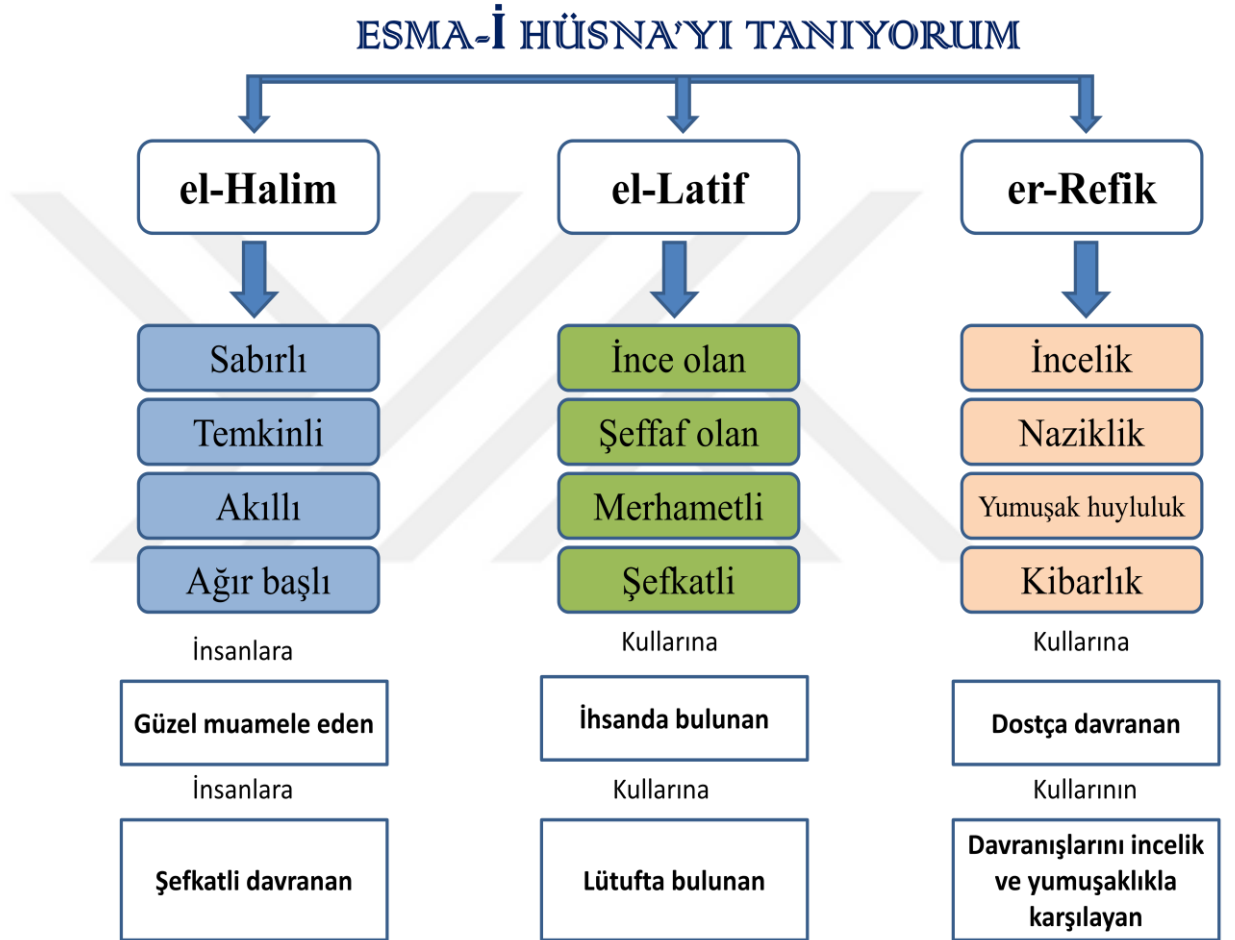 ESMA-İ HÜSNA'YI TANIYORUM
el-Halim
Sabırlı
Temkinli
Akıllı
Ağır başlı
İnsanlara
Güzel muamele eden
İnsanlara
Şefkatli davranan
el-Latif
İnce olan
Şeffaf olan
Merhametli
Şefkatli
Kullarına
İhsanda bulunan
Kullarına
Lütufta bulunan
er-Refik
İncelik
Naziklik
Yumuşak huyluluk
Kibarlık
Kullarına
Dostça davranan
Kullarının
Davranışlarını incelik
ve yumuşaklıkla
karşılayan